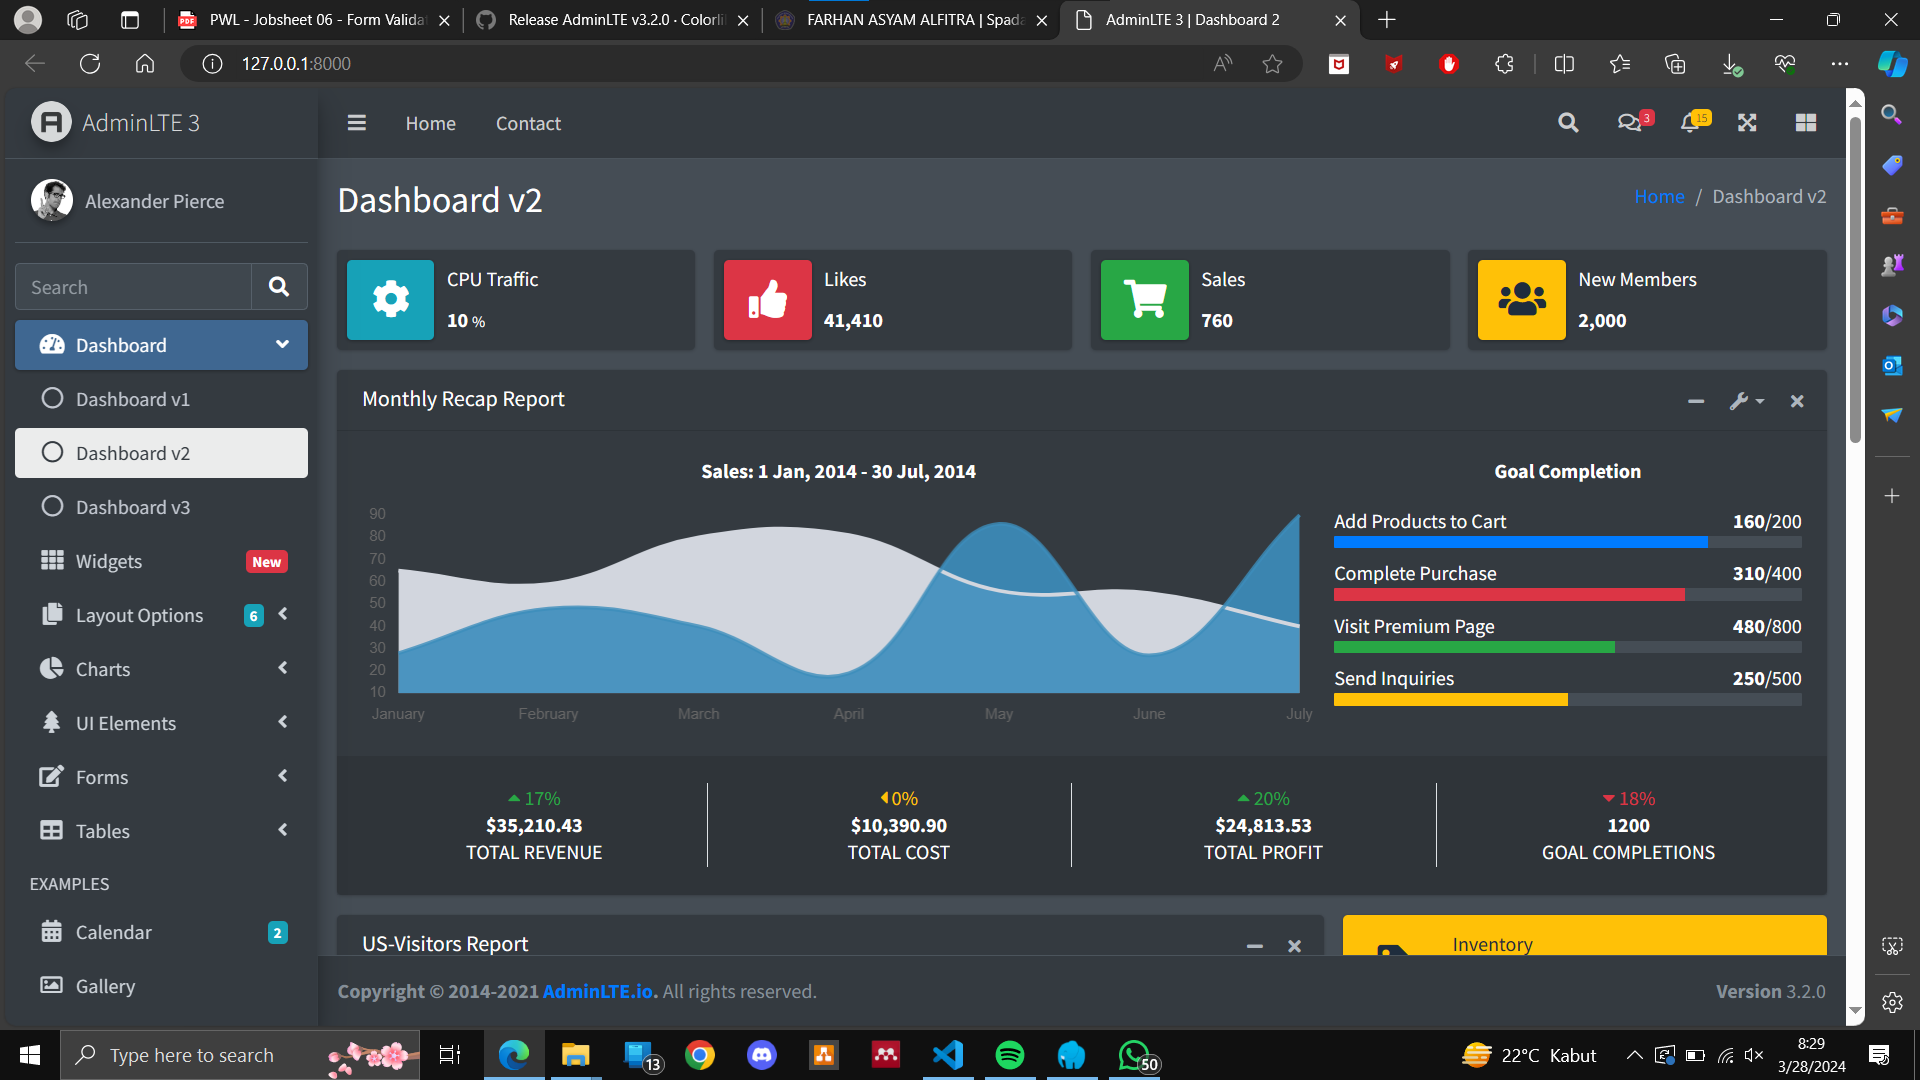 PWL - Jobsheet 06 - Form Valida
Release AdminLTE v3.2.0 · Colorli
FARHAN ASYAM ALFITRA | Spada
AdminLTE 3 | Dashboard 2
127.0.0.1:8000
AdminLTE 3
Home
Contact
3
15
Alexander Pierce
Dashboard v2
Home / Dashboard v2
Search
CPU Traffic
10 %
Likes
41,410
Sales
760
New Members
2,000
Dashboard
Dashboard v1
Dashboard v2
Dashboard v3
Widgets
New
Layout Options
6
Charts
UI Elements
Forms
Tables
EXAMPLES
Calendar
2
Gallery
Monthly Recap Report
Sales: 1 Jan, 2014 - 30 Jul, 2014
90
80
70
60
50
40
30
20
10
January
February
March
April
May
June
July
Goal Completion
Add Products to Cart
160/200
Complete Purchase
310/400
Visit Premium Page
480/800
Send Inquiries
250/500
17%
$35,210.43
TOTAL REVENUE
0%
$10,390.90
TOTAL COST
20%
$24,813.53
TOTAL PROFIT
18%
1200
GOAL COMPLETIONS
US-Visitors Report
Inventory
Copyright © 2014-2021 AdminLTE.io. All rights reserved.
Version 3.2.0
Type here to search
13
50
22°C Kabut
8:29
3/28/2024